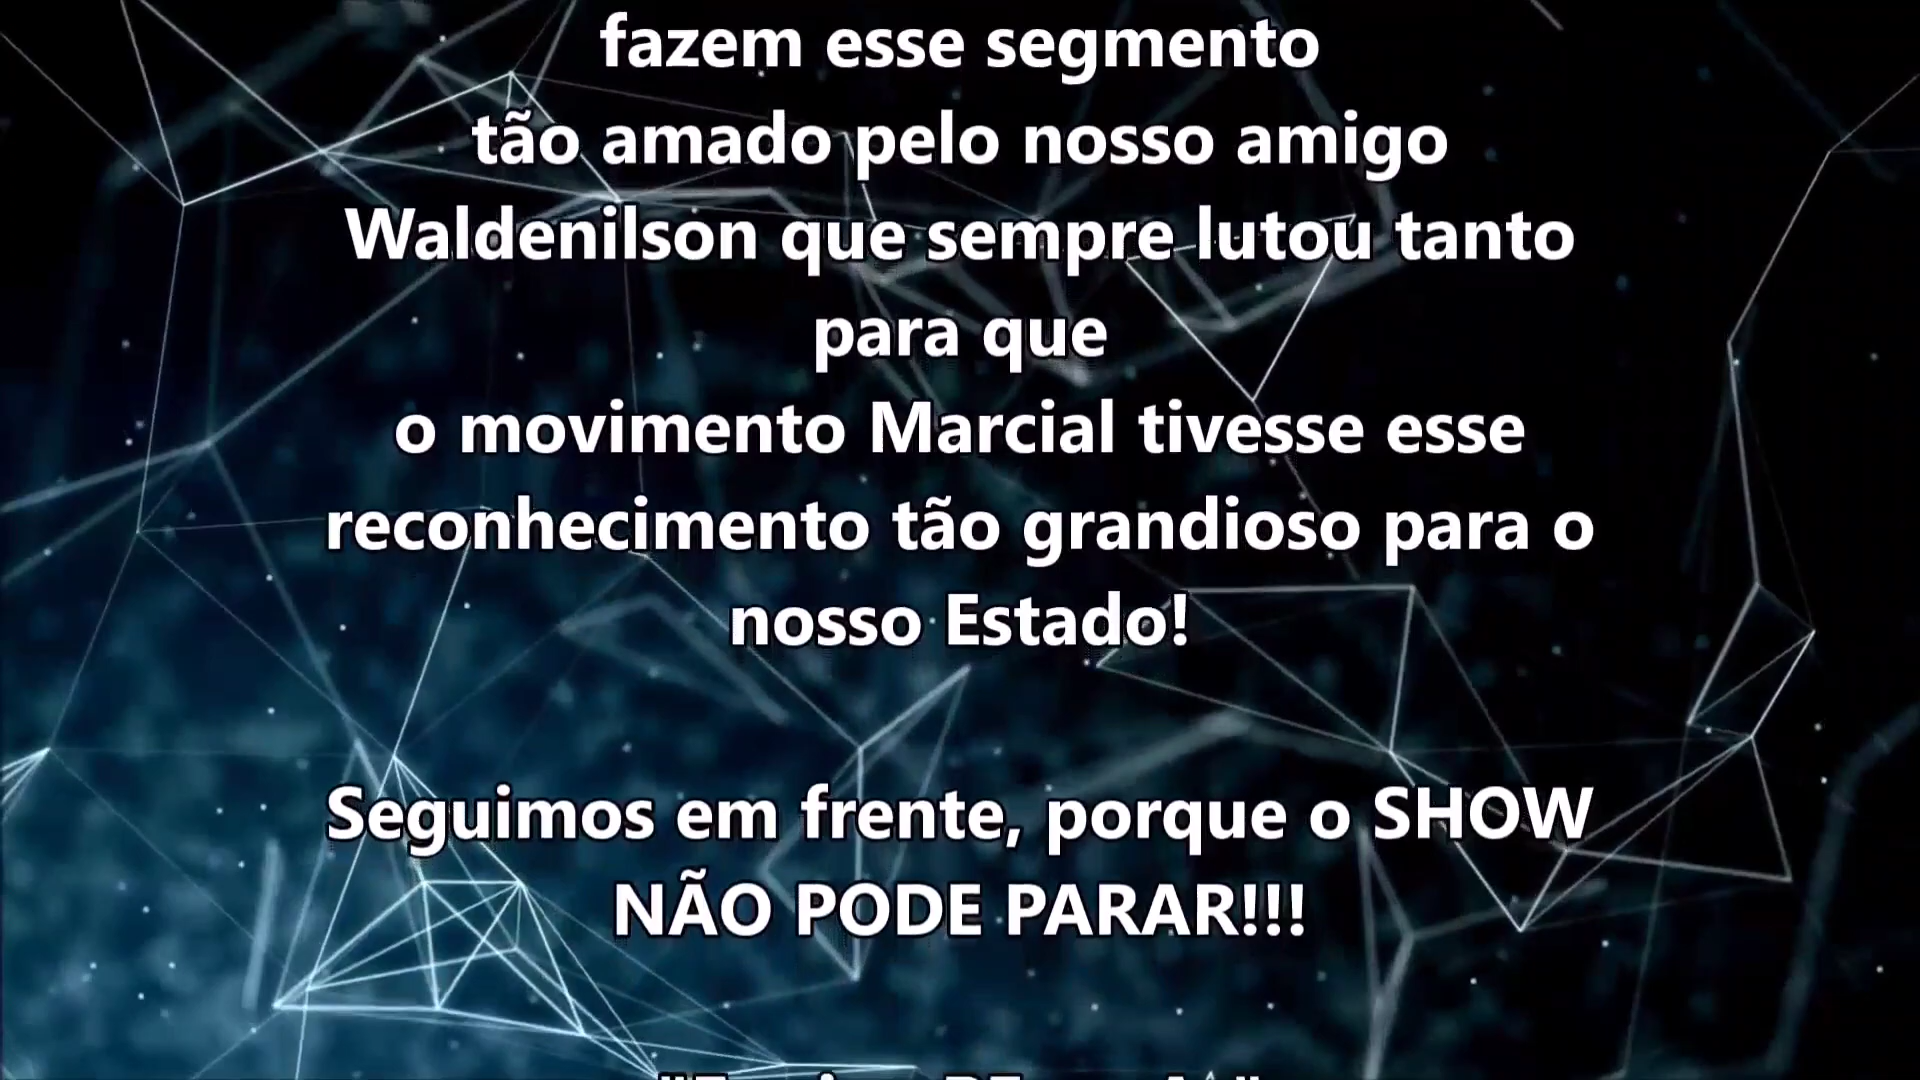 fazem esse segmento
tão amado pelo nosso amigo
Waldenilson que sempre lutou tanto
para que
o movimento Marcial tivesse esse
reconhecimento tão grandioso para o
nosso Estado!
Seguimos em frente, porque o SHOW
NÃO PODE PARAR!!!